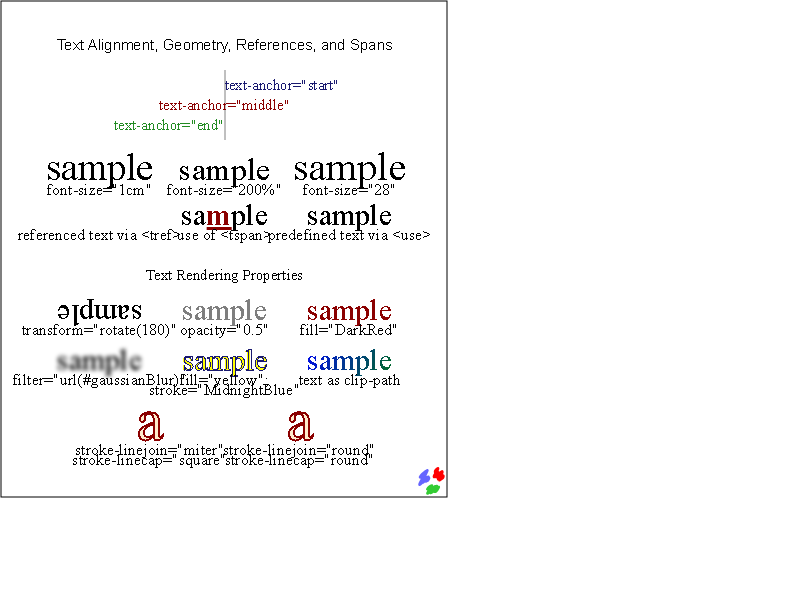 Text Alignment, Geometry, References, and Spans
text-anchor="start"
text-anchor="middle"
text-anchor="end"
sample sample sample
font-size="1cm" font-size="200%" font-size="28"
sample sample
referenced text via <tref> use of <tspan> predefined text via <use>
Text Rendering Properties
sample sample sample
transform="rotate(180)" opacity="0.5" fill="DarkRed"
sample sample sample
filter="url(#gaussianBlur) fill="yellow"; text as clip-path
stroke="MidnightBlue"
a a
stroke-linejoin="miter" stroke-linejoin="round"
stroke-linecap="square" stroke-linecap="round"